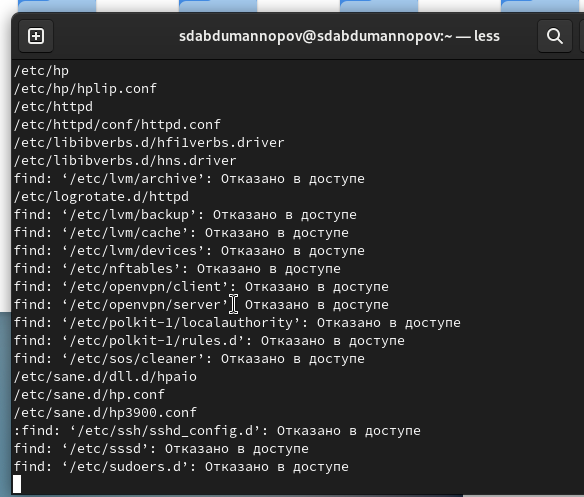 sdabdumannopov@sdabdumannopov:~ — less
/etc/hp
/etc/hp/hplip.conf
/etc/httpd
/etc/httpd/conf/httpd.conf
/etc/libibverbs.d/hfi1verbs.driver
/etc/libibverbs.d/hns.driver
find: ‘/etc/lvm/archive’: Отказано в доступе
/etc/logrotate.d/httpd
find: ‘/etc/lvm/backup’: Отказано в доступе
find: ‘/etc/lvm/cache’: Отказано в доступе
find: ‘/etc/lvm/devices’: Отказано в доступе
find: ‘/etc/nftables’: Отказано в доступе
find: ‘/etc/openvpn/client’: Отказано в доступе
find: ‘/etc/openvpn/server’: Отказано в доступе
find: ‘/etc/polkit-1/localauthority’: Отказано в доступе
find: ‘/etc/polkit-1/rules.d’: Отказано в доступе
find: ‘/etc/sos/cleaner’: Отказано в доступе
/etc/sane.d/dll.d/hpaio
/etc/sane.d/hp.conf
/etc/sane.d/hp3900.conf
:find: ‘/etc/ssh/sshd_config.d’: Отказано в доступе
find: ‘/etc/sssd’: Отказано в доступе
find: ‘/etc/sudoers.d’: Отказано в доступе